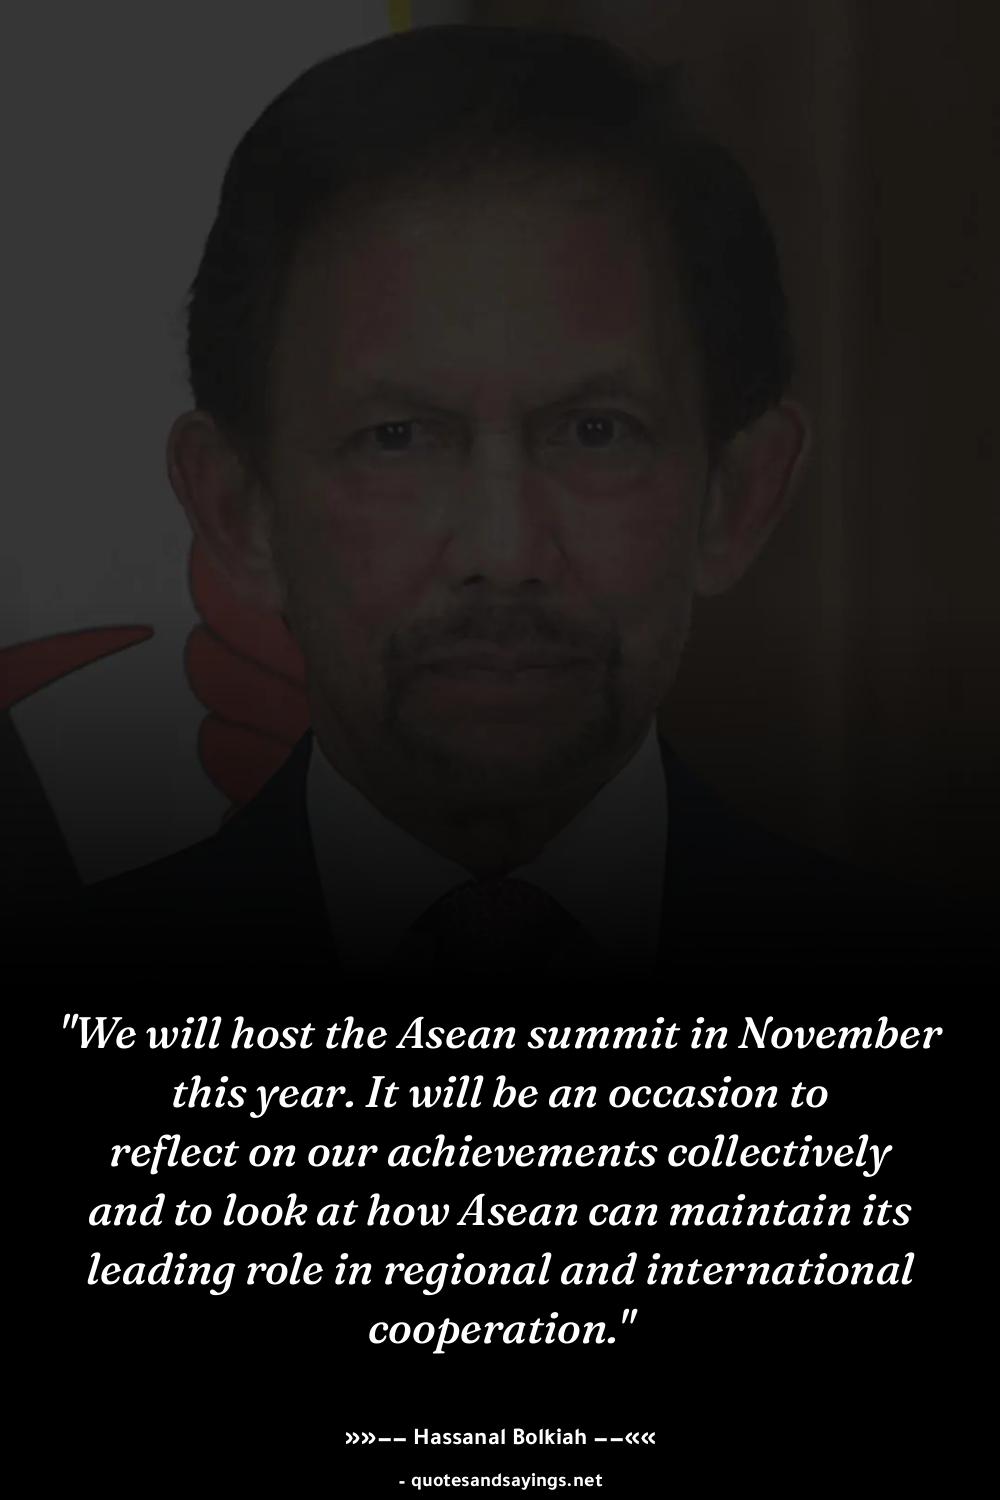 "We will host the Asean summit in November
this year. It will be an occasion to
reflect on our achievements collectively
and to look at how Asean can maintain its
leading role in regional and international
cooperation."
»»–– Hassanal Bolkiah ––««
- quotesandsayings.net